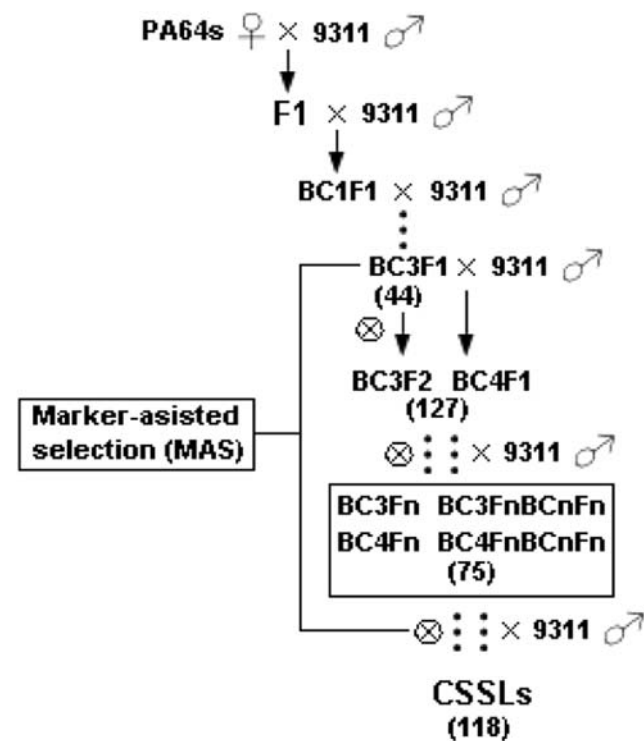 PA64s ♀ × 9311 ♂
F1 × 9311 ♂
BC1F1 × 9311 ♂
BC3F1 × 9311 ♂
(44)
⊗
BC3F2 BC4F1
(127)
Marker-asisted
selection (MAS)
⊗ × 9311 ♂
BC3Fn BC3FnBCnFn
BC4Fn BC4FnBCnFn
(75)
⊗ × 9311 ♂
CSSLs
(118)